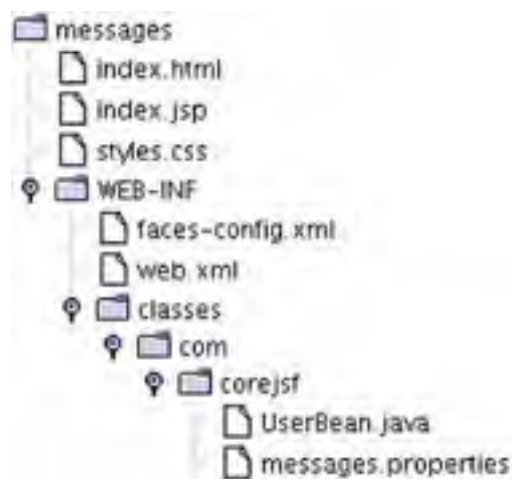 messages
index.html
index.jsp
styles.css
WEB-INF
faces-config.xml
web.xml
classes
com
corejsf
UserBean.java
messages.properties